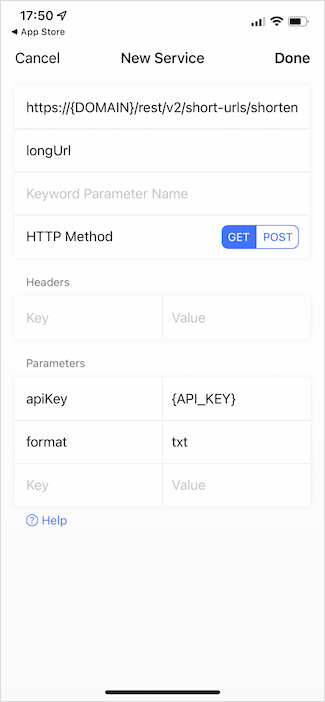 17:50
App Store
Cancel New Service Done
https://{DOMAIN}/rest/v2/short-urls/shorten
longUrl
Keyword Parameter Name
HTTP Method GET POST
Headers
Key Value
Parameters
apiKey {API_KEY}
format txt
Key Value
? Help